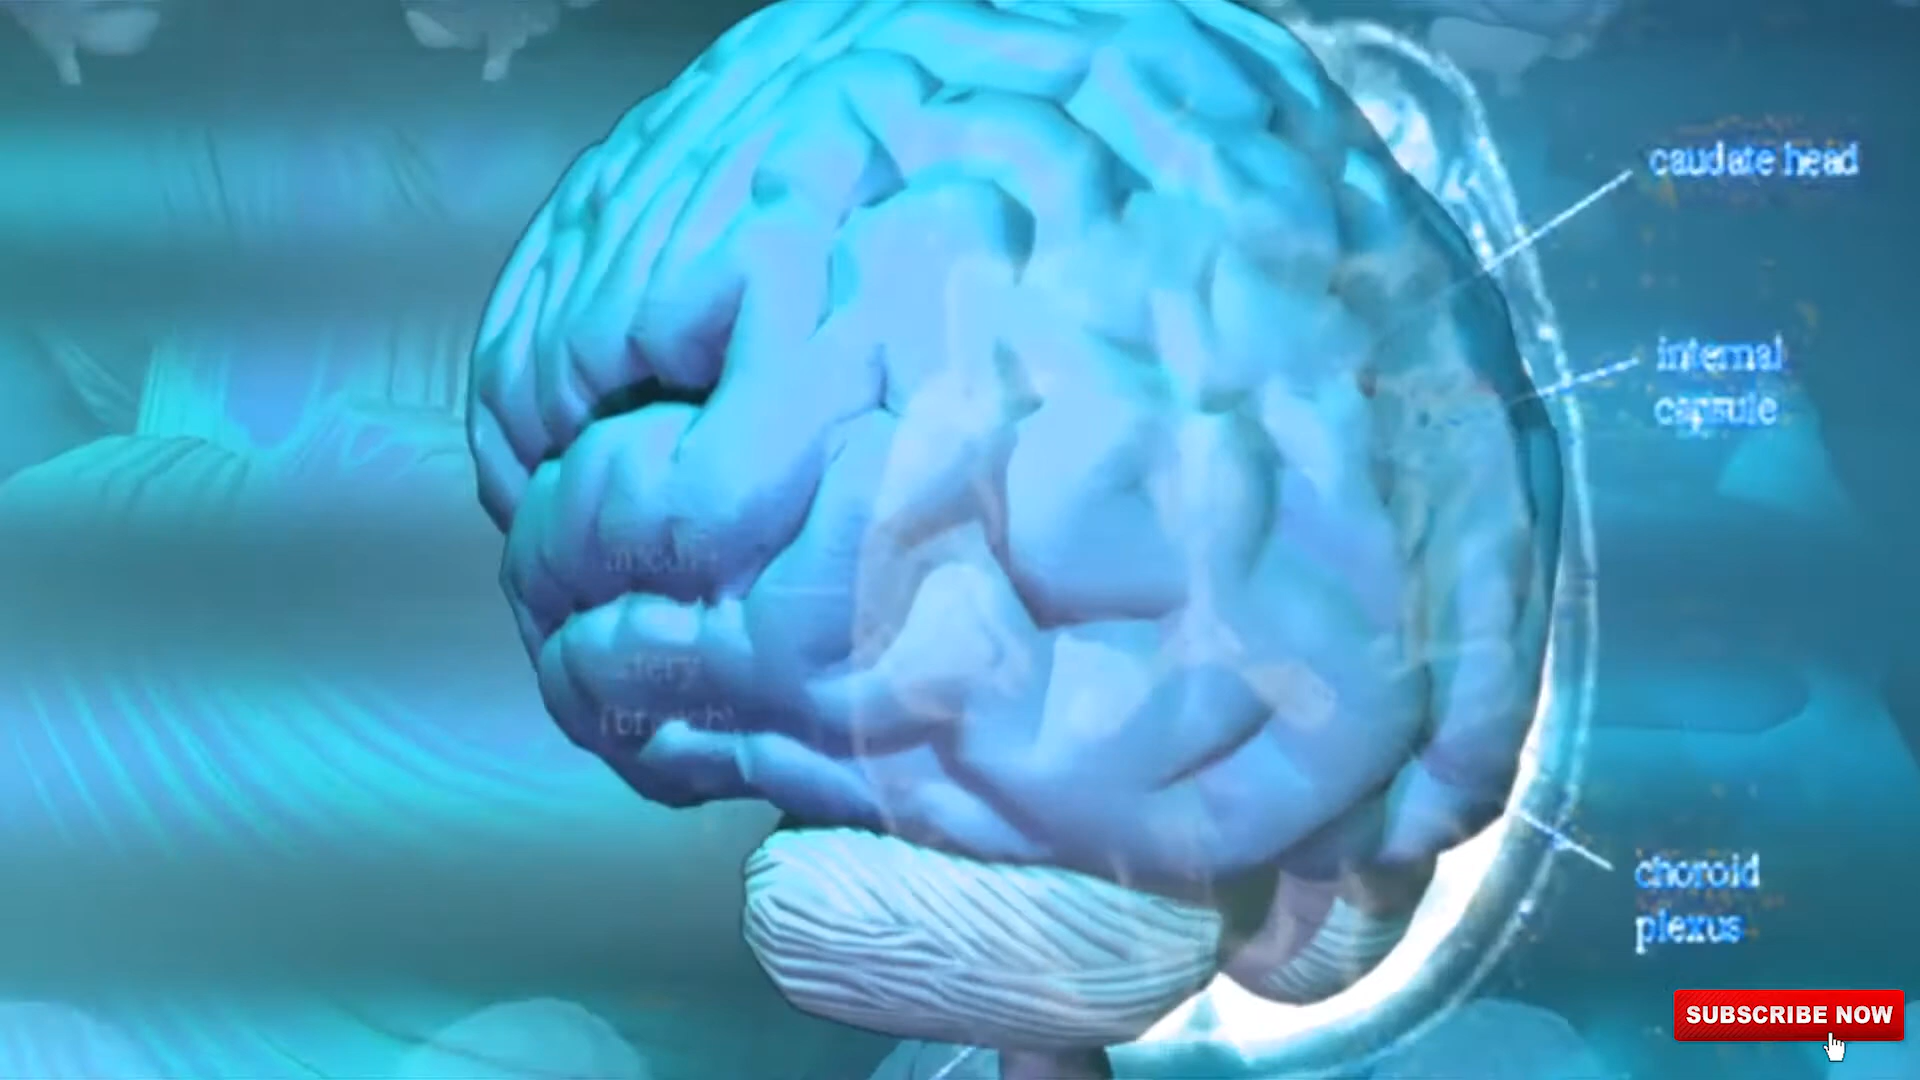 caudate head
internal
capsule
choroid
plexus
SUBSCRIBE NOW